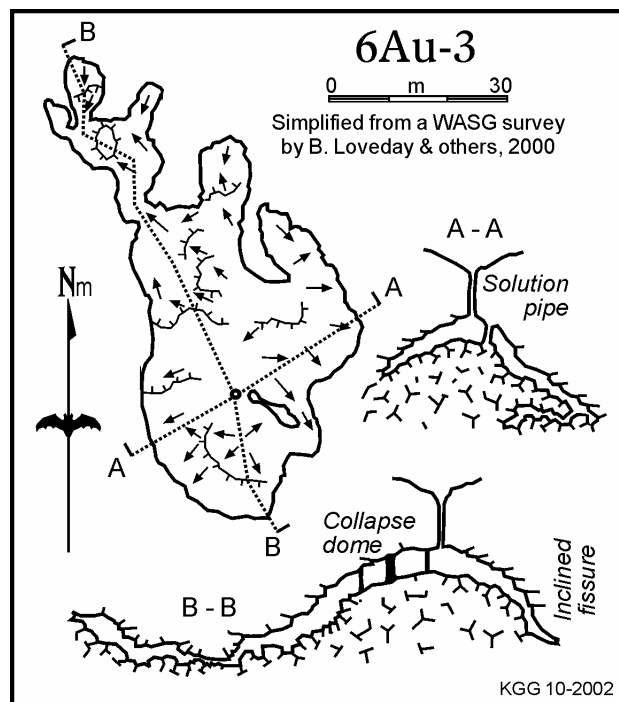 B
6Au-3
0 m 30
Simplified from a WASG survey
by B. Loveday & others, 2000
A - A
Nm
A
Solution
pipe
A
B
Collapse
dome
B - B
Inclined
fissure
KGG 10-2002